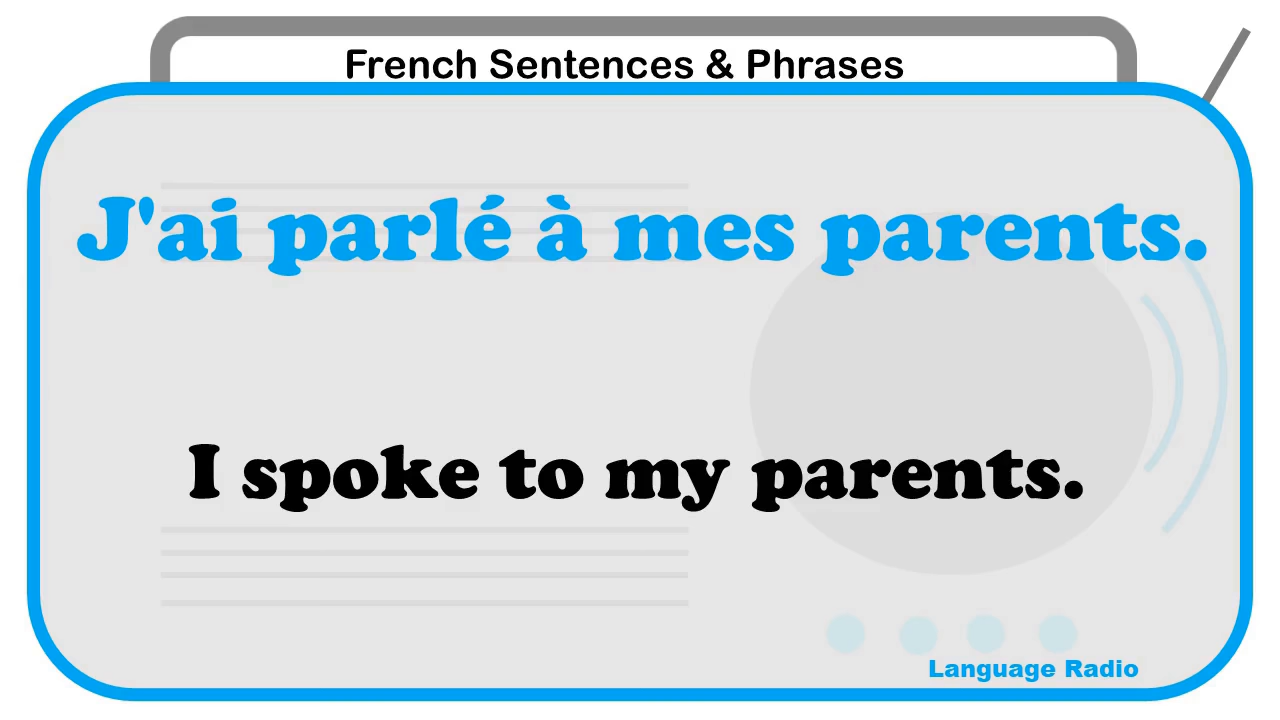 French Sentences & Phrases
J'ai parlé à mes parents.
I spoke to my parents.
Language Radio